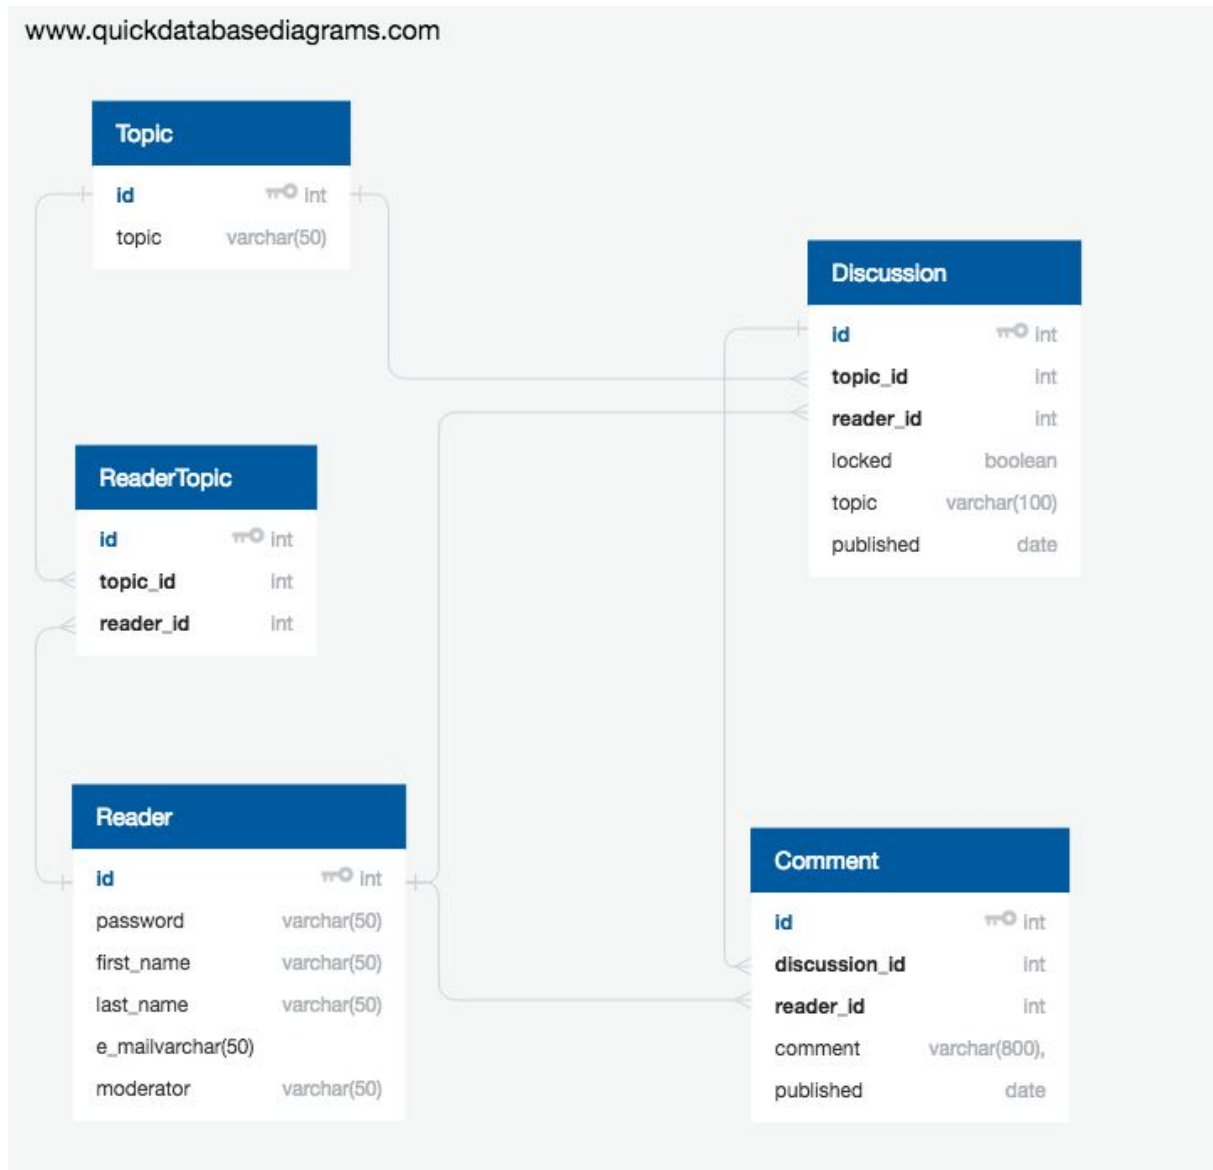 www.quickdatabasediagrams.com
Topic
id int
topic varchar(50)
Discussion
id int
topic_id int
reader_id int
locked boolean
topic varchar(100)
published date
ReaderTopic
id int
topic_id int
reader_id int
Reader
id int
password varchar(50)
first_name varchar(50)
last_name varchar(50)
e_mailvarchar(50)
moderator varchar(50)
Comment
id int
discussion_id int
reader_id int
comment varchar(800),
published date